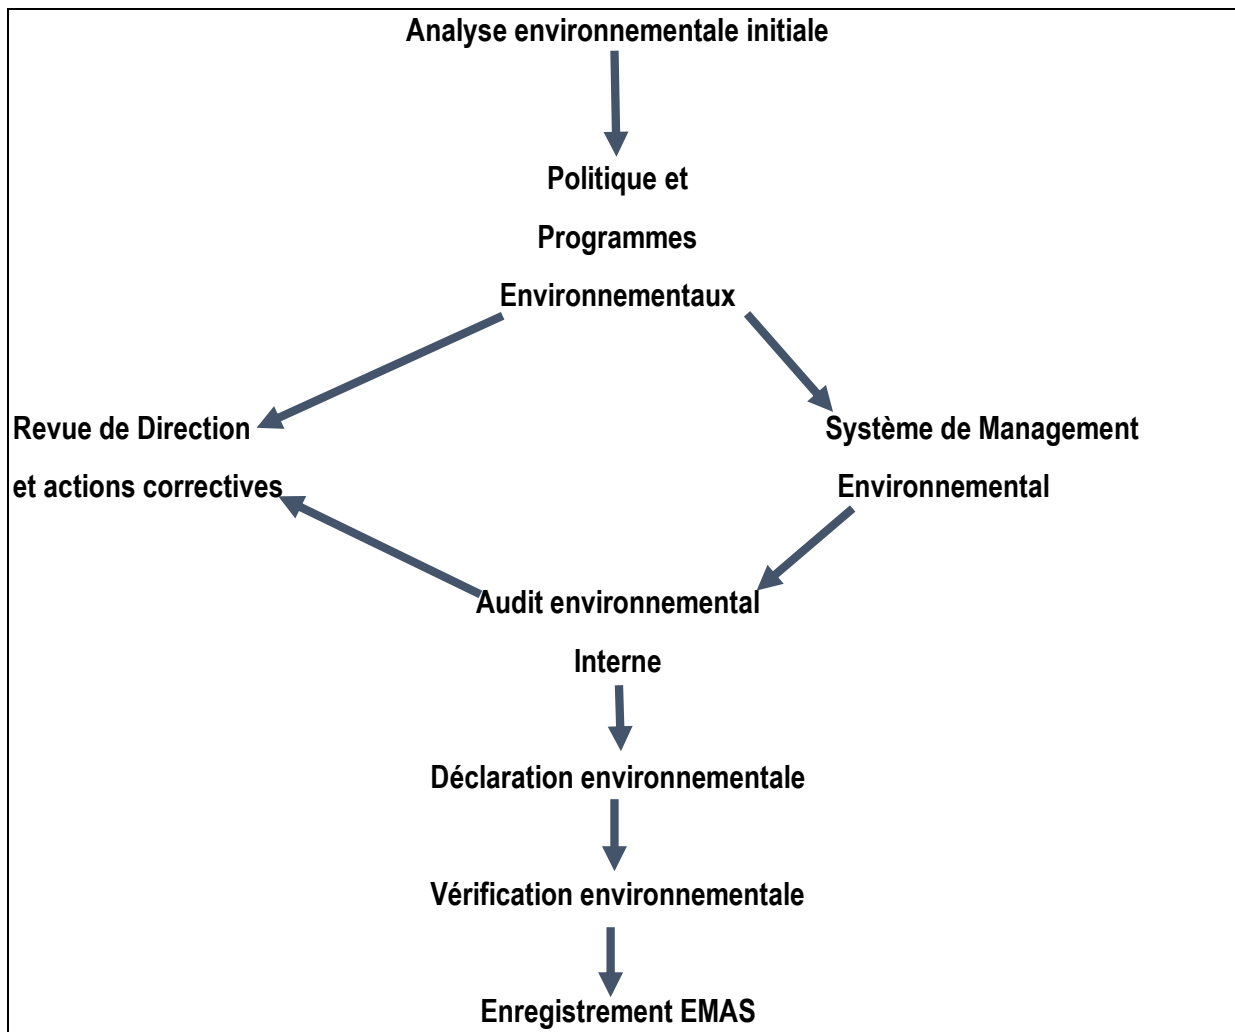 Analyse environnementale initiale
Politique et
Programmes
Environnementaux
Revue de Direction
et actions correctives
Système de Management
Environnemental
Audit environnemental
Interne
Déclaration environnementale
Vérification environnementale
Enregistrement EMAS